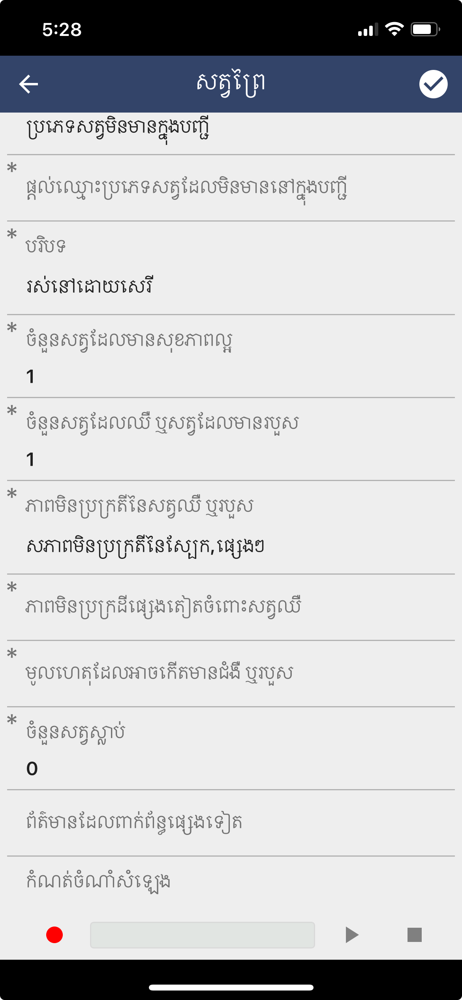 5:28
សត្វព្រៃ
ប្រភេទសត្វមិនមានក្នុងបញ្ជី
*
ផ្តល់ឈ្មោះប្រភេទសត្វដែលមិនមាននៅក្នុងបញ្ជី
*
បរិបទ
រស់នៅដោយសេរី
*
ចំនួនសត្វដែលមានសុខភាពល្អ
1
*
ចំនួនសត្វដែលឈឺ ឬសត្វដែលមានរបួស
1
*
ភាពមិនប្រក្រតីនៃសត្វឈឺ ឬរបួស
សភាពមិនប្រក្រតីនៃស្បែក, ផ្សេងៗ
*
ភាពមិនប្រក្រដីផ្សេងតៀតចំពោះសត្វឈឺ
*
មូលហេតុដែលអាចកើតមានជំងឺ ឬរបួស
*
ចំនួនសត្វស្លាប់
0
ព័ត៌មានដែលពាក់ព័ន្ធផ្សេងទៀត
កំណត់ចំណាំសំឡេង